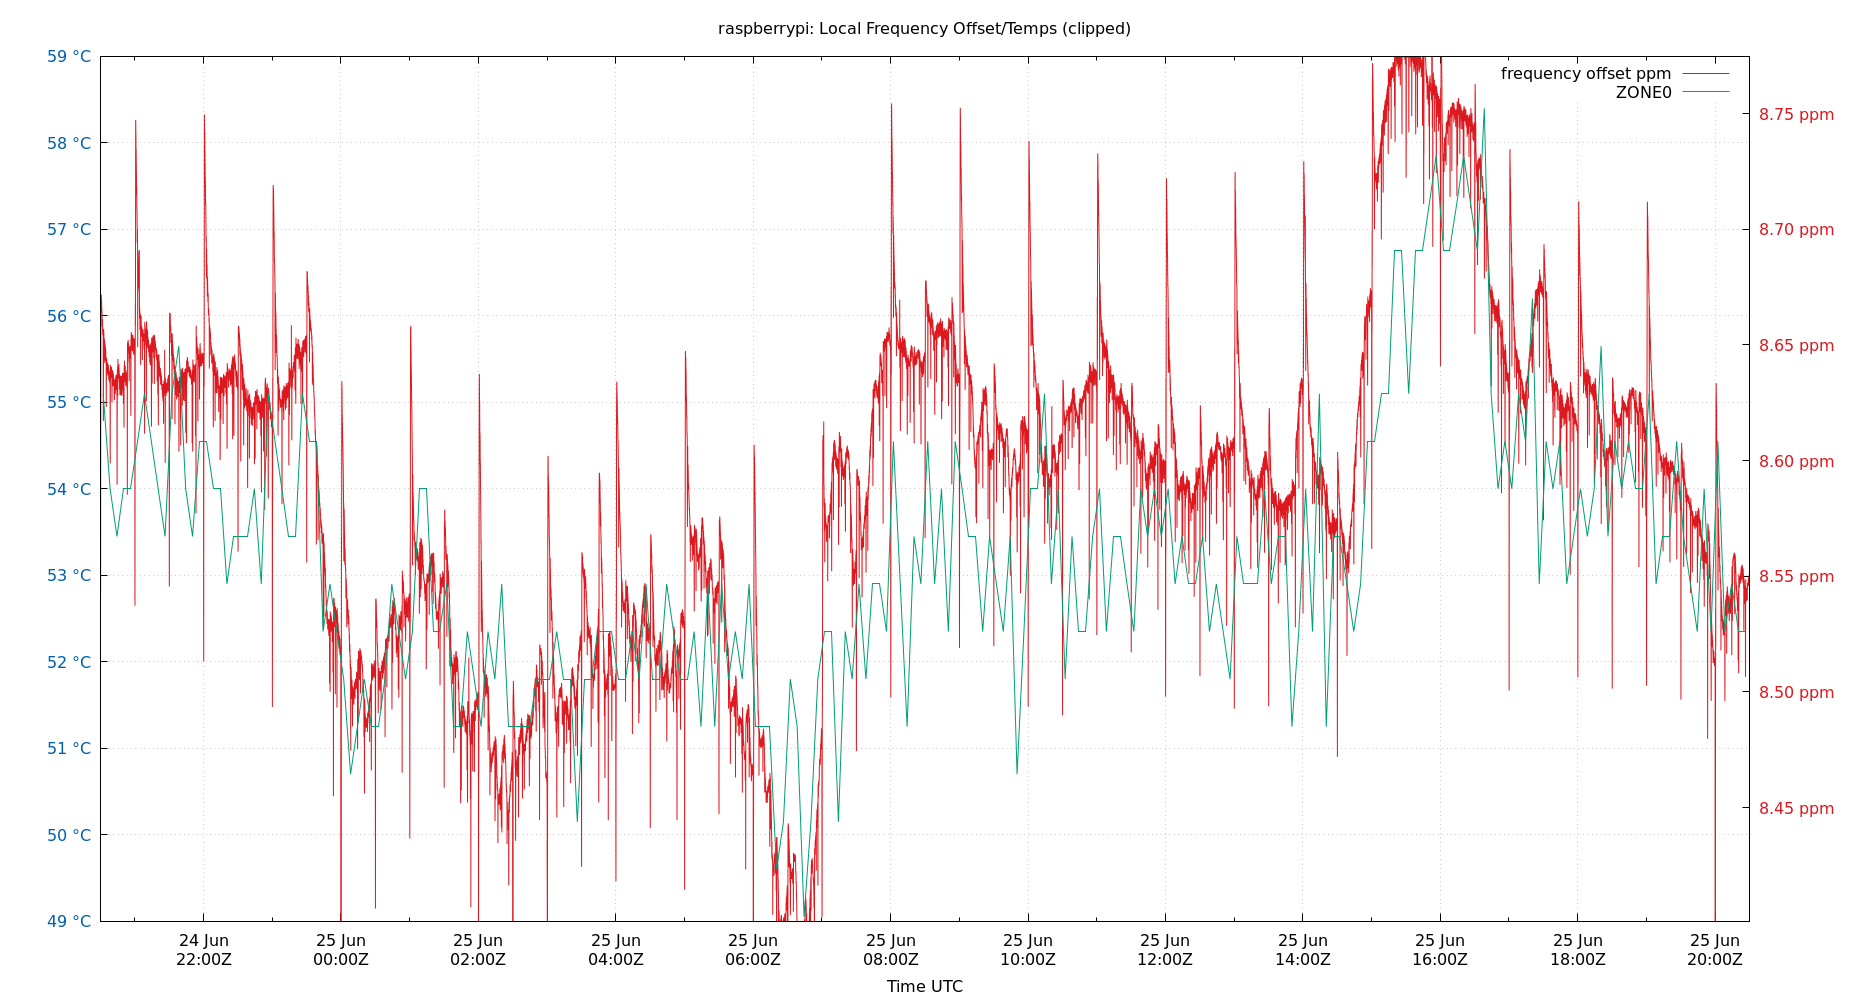 raspberrypi: Local Frequency Offset/Temps (clipped)
frequency offset ppm
ZONE0
59 °C
58 °C
57 °C
56 °C
55 °C
54 °C
53 °C
52 °C
51 °C
50 °C
49 °C
8.75 ppm
8.70 ppm
8.65 ppm
8.60 ppm
8.55 ppm
8.50 ppm
8.45 ppm
24 Jun 25 Jun 25 Jun 25 Jun 25 Jun 25 Jun 25 Jun 25 Jun 25 Jun 25 Jun 25 Jun 25 Jun
22:00Z 00:00Z 02:00Z 04:00Z 06:00Z 08:00Z 10:00Z 12:00Z 14:00Z 16:00Z 18:00Z 20:00Z
Time UTC